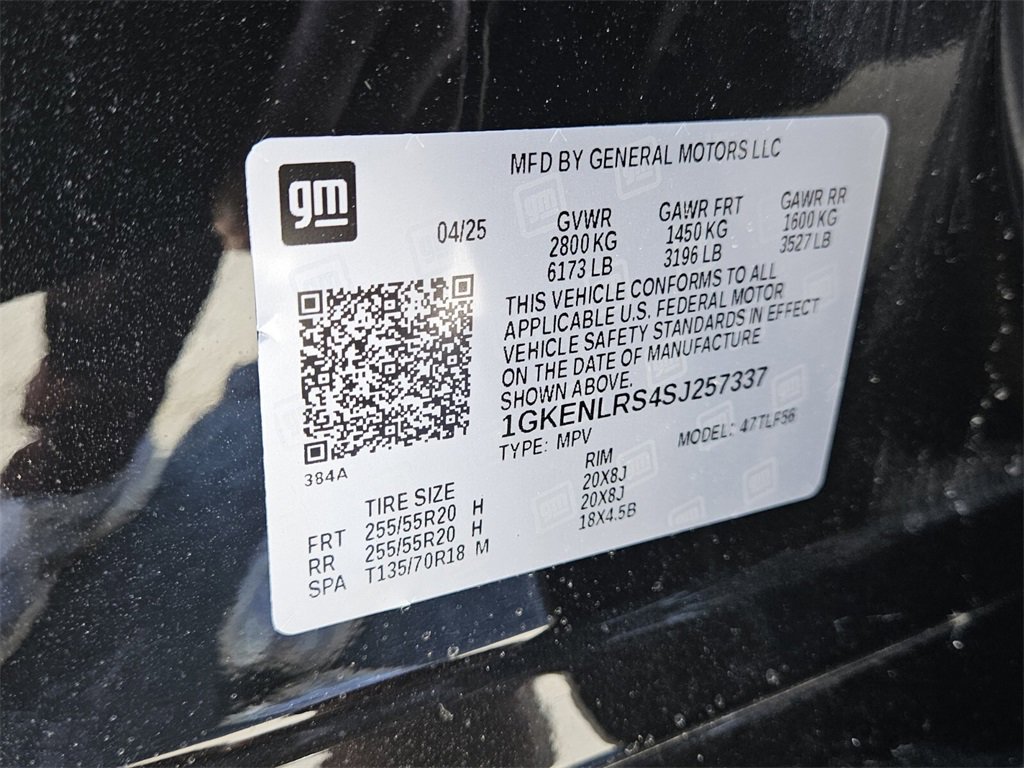 gm
MFD BY GENERAL MOTORS LLC
04/25
GVWR
2800 KG
6173 LB
GAWR FRT
1450 KG
3196 LB
GAWR RR
1600 KG
3527 LB
THIS VEHICLE CONFORMS TO ALL
APPLICABLE U.S. FEDERAL MOTOR
VEHICLE SAFETY STANDARDS IN EFFECT
ON THE DATE OF MANUFACTURE
SHOWN ABOVE.
1GKENLRS4SJ257337
TYPE: MPV
MODEL: 47TLF56
384A
TIRE SIZE
RIM
FRT 255/55R20 H 20X8J
RR 255/55R20 H 20X8J
SPA T135/70R18 M 18X4.5B